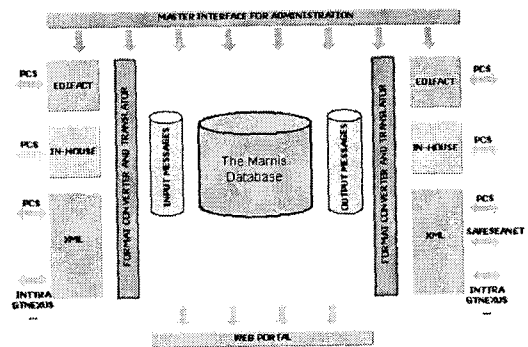 MASTER INTERFACE FOR ADMINISTRATION
PCS
EDIFACT
PCS
IN-HOUSE
PCS
XML
INTTRA
GTNEXUS
...
FORMAT CONVERTER AND TRANSLATOR
INPUT MESSAGES
The Marnis
Database
OUTPUT MESSAGES
FORMAT CONVERTER AND TRANSLATOR
EDIFACT
PCS
IN-HOUSE
PCS
XML
PCS
SAFESEANET
INTTRA
GTNEXUS
...
WEB PORTAL